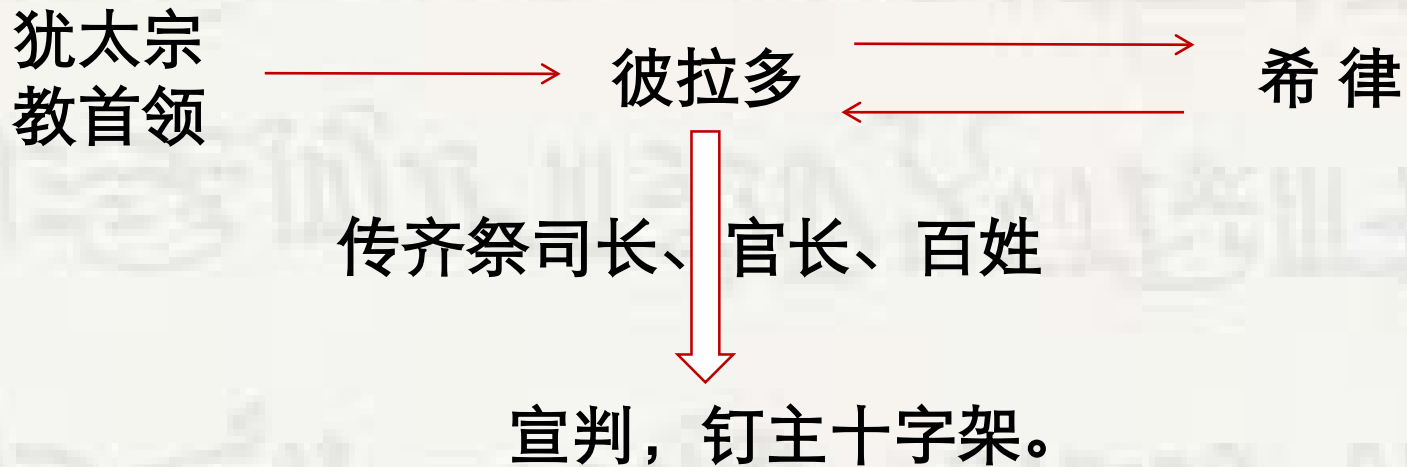 犹太宗
教首领
彼拉多
希 律
传齐祭司长、官长、百姓
宣判，钉主十字架。